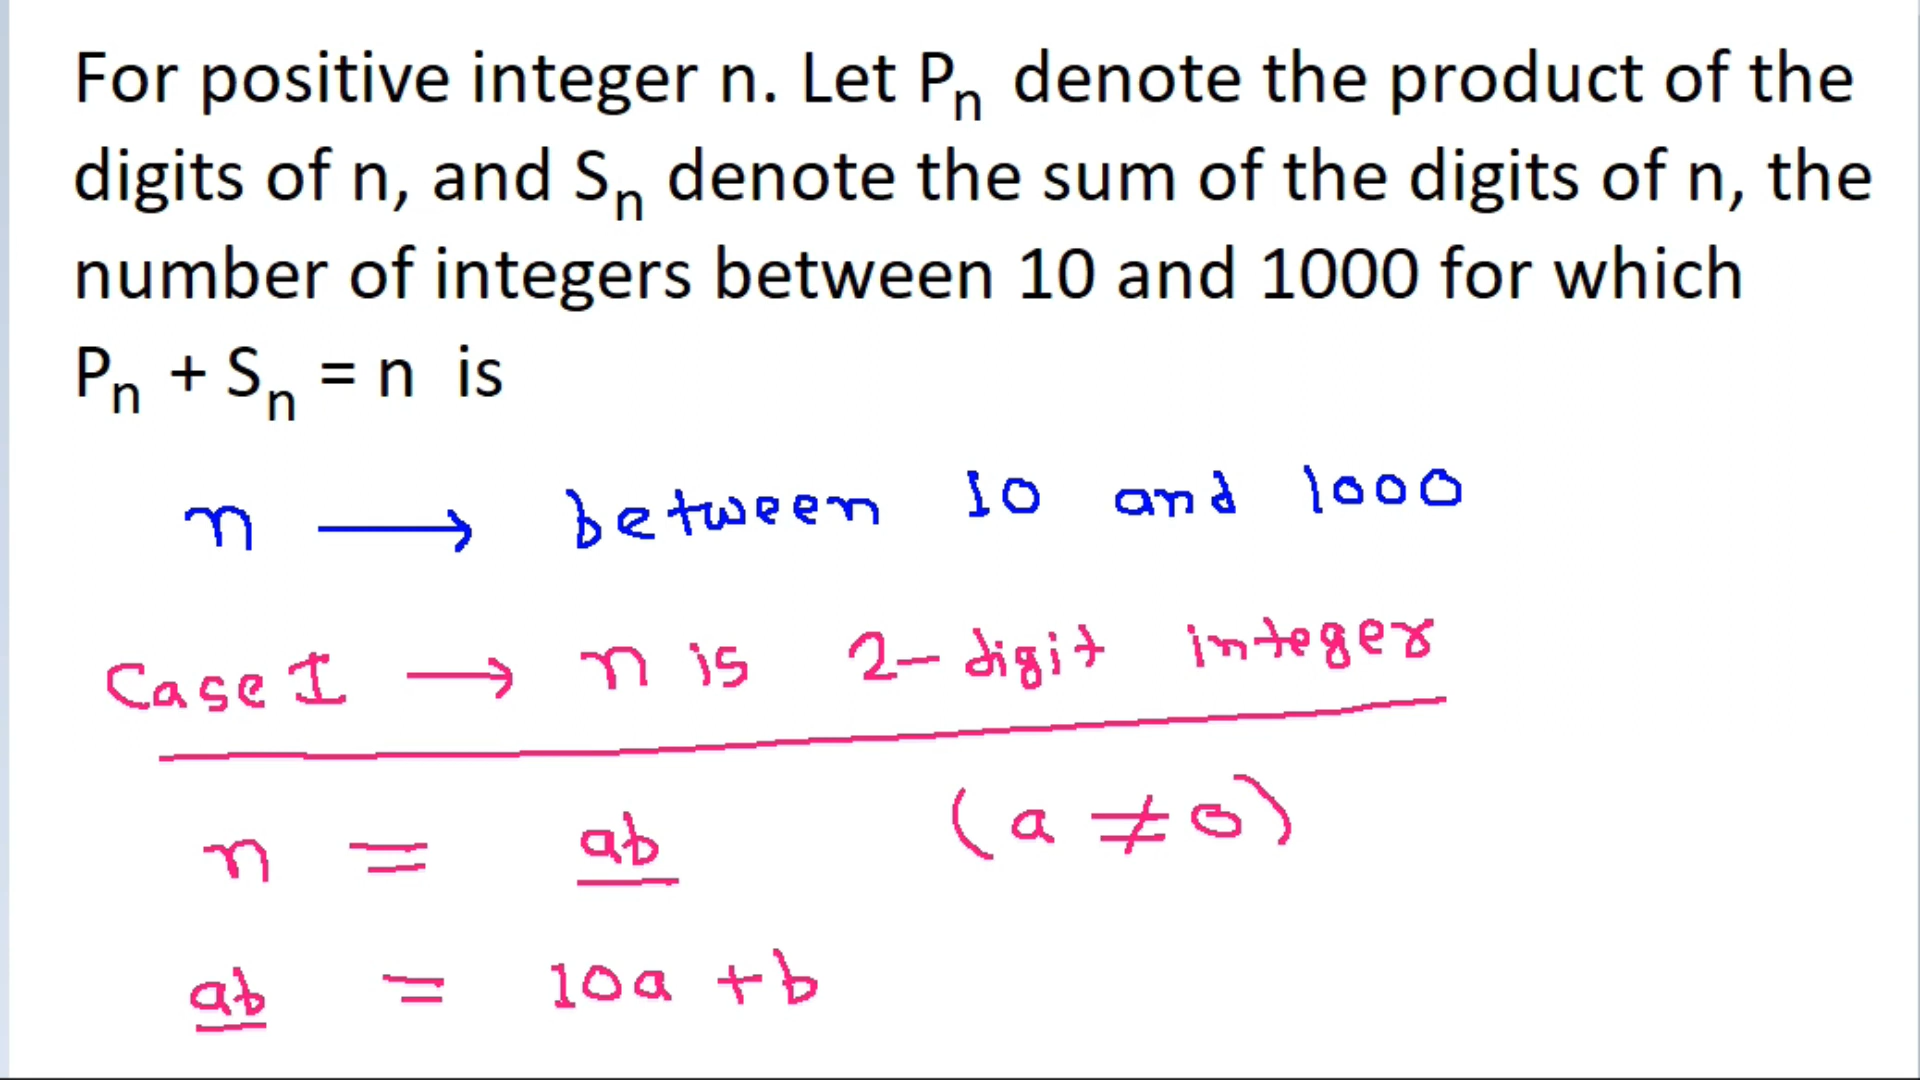 For positive integer n. Let Pₙ denote the product of the
digits of n, and Sₙ denote the sum of the digits of n, the
number of integers between 10 and 1000 for which
Pₙ + Sₙ = n is
n → between 10 and 1000
Case I → n is 2-digit integer
n = ab (a ≠ 0)
ab = 10a + b